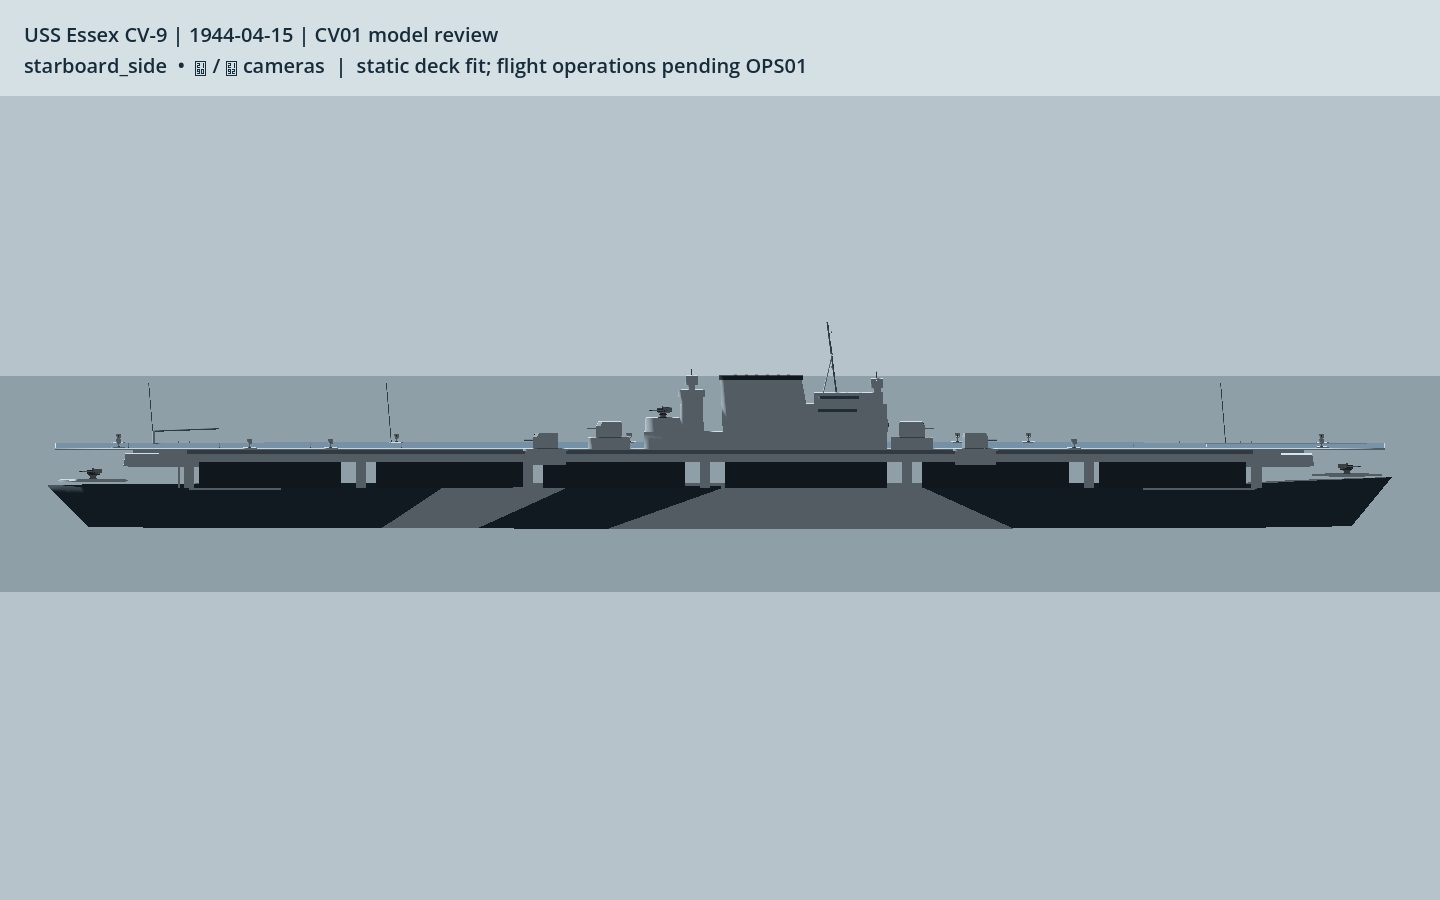 USS Essex CV-9 | 1944-04-15 | CV01 model review
starboard_side • / cameras | static deck fit; flight operations pending OPS01